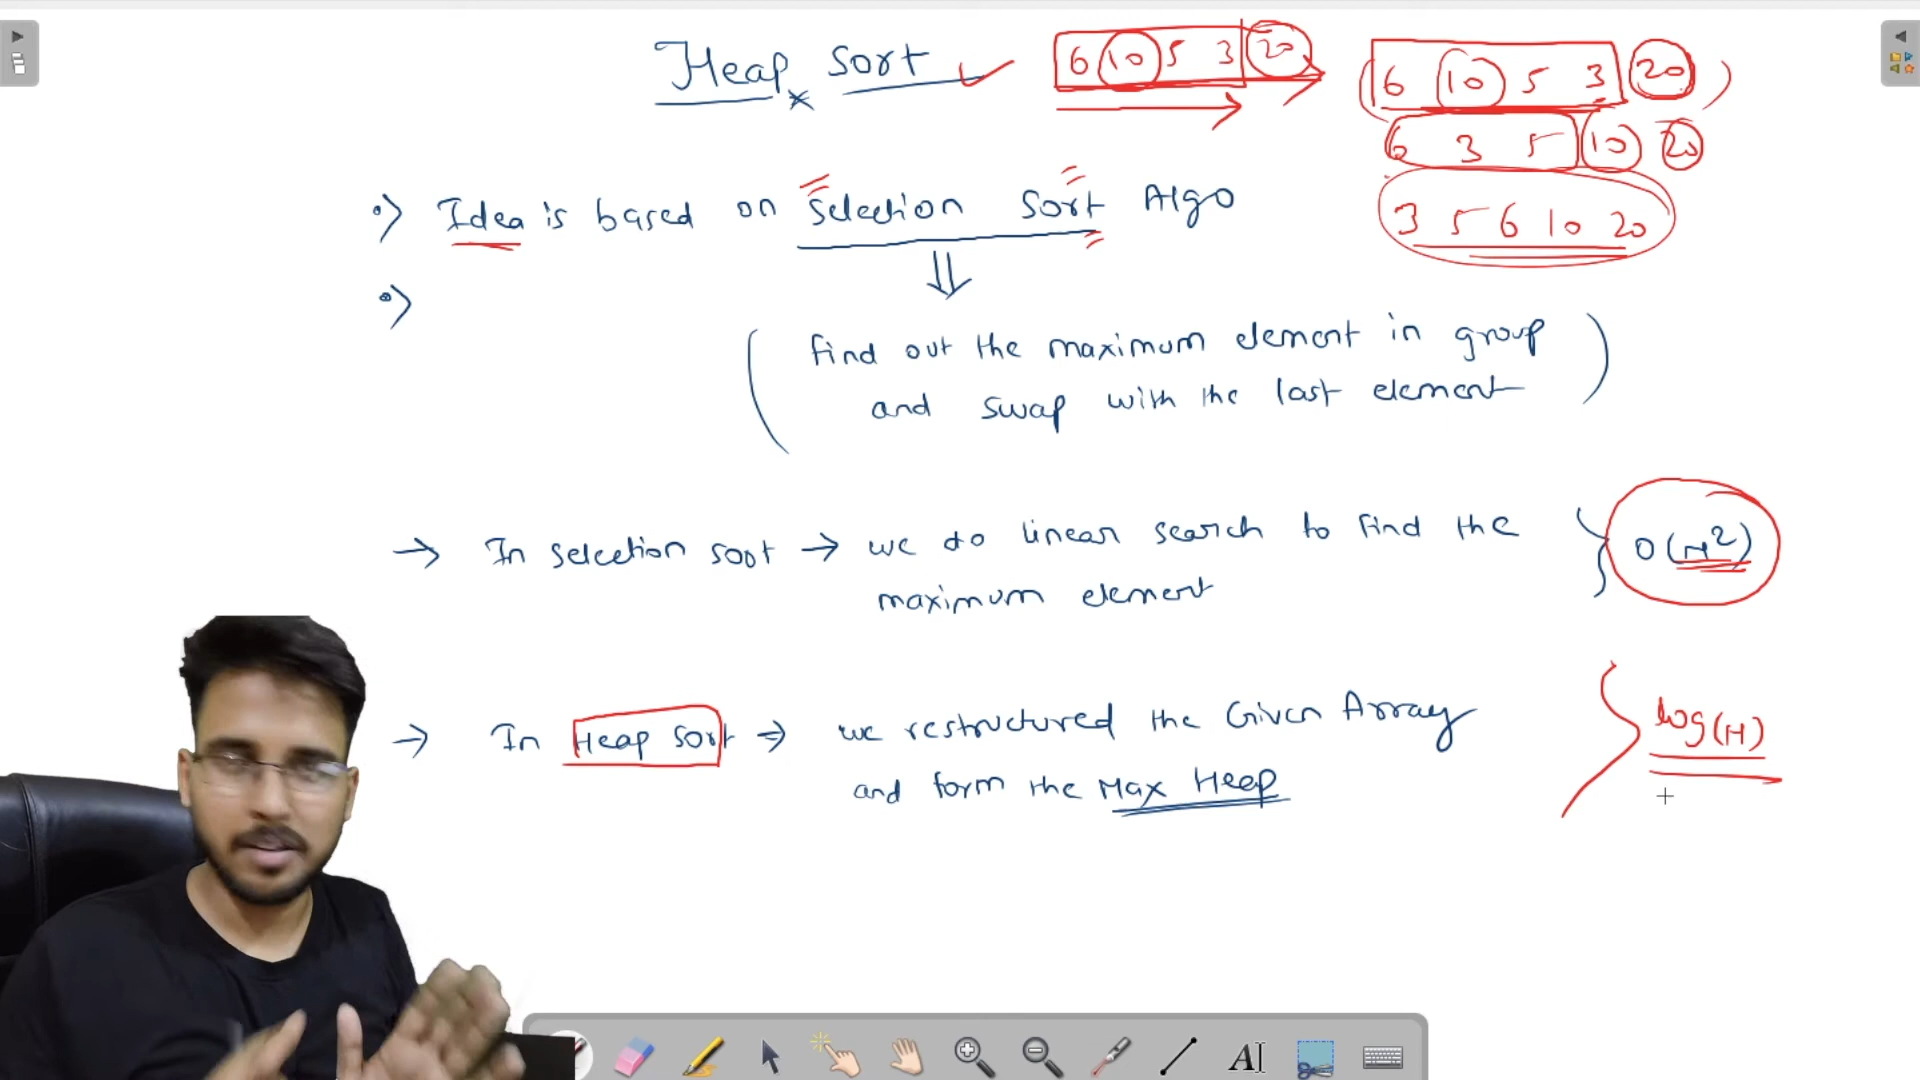 Heap Sort
6 10 5 3 20
6 10 5 3 20
6 3 5 10 20
3 5 6 10 20
Idea is based on Selection Sort Algo
find out the maximum element in group
and swap with the last element
→ In selection sort → we do linear search to find the
maximum element
O(N²)
→ In Heap Sort → we restructured the Given Array
and form the Max Heap
log(N)
AI